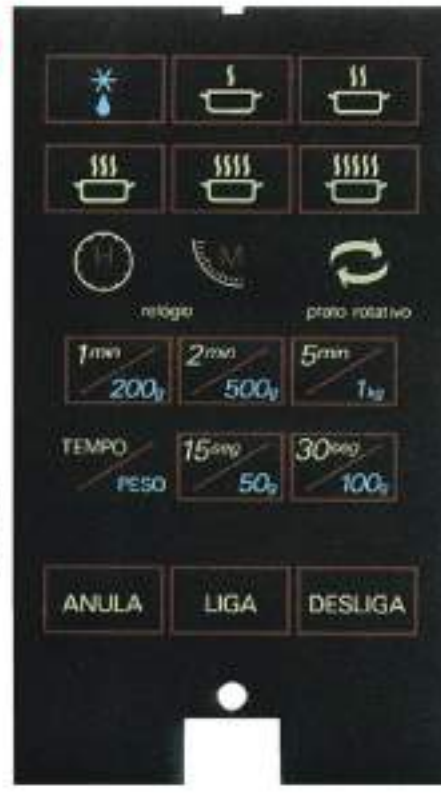 H M
relógio prato rotativo
1min 2min 5min
200g 500g 1kg
TEMPO 15seg 30seg
PESO 50g 100g
ANULA LIGA DESLIGA